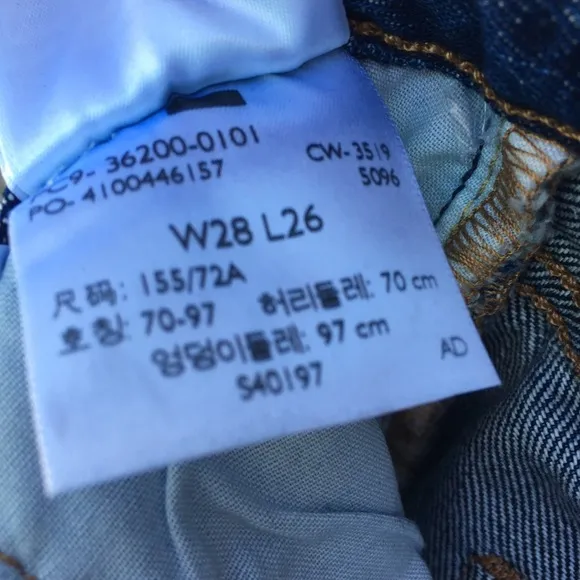 PC9- 36200-0101
CW-3519
PO- 4100446157
5096
W28 L26
尺码: 155/72A
호칭: 70-97 허리둘레: 70 cm
엉덩이둘레: 97 cm
S40197
AD